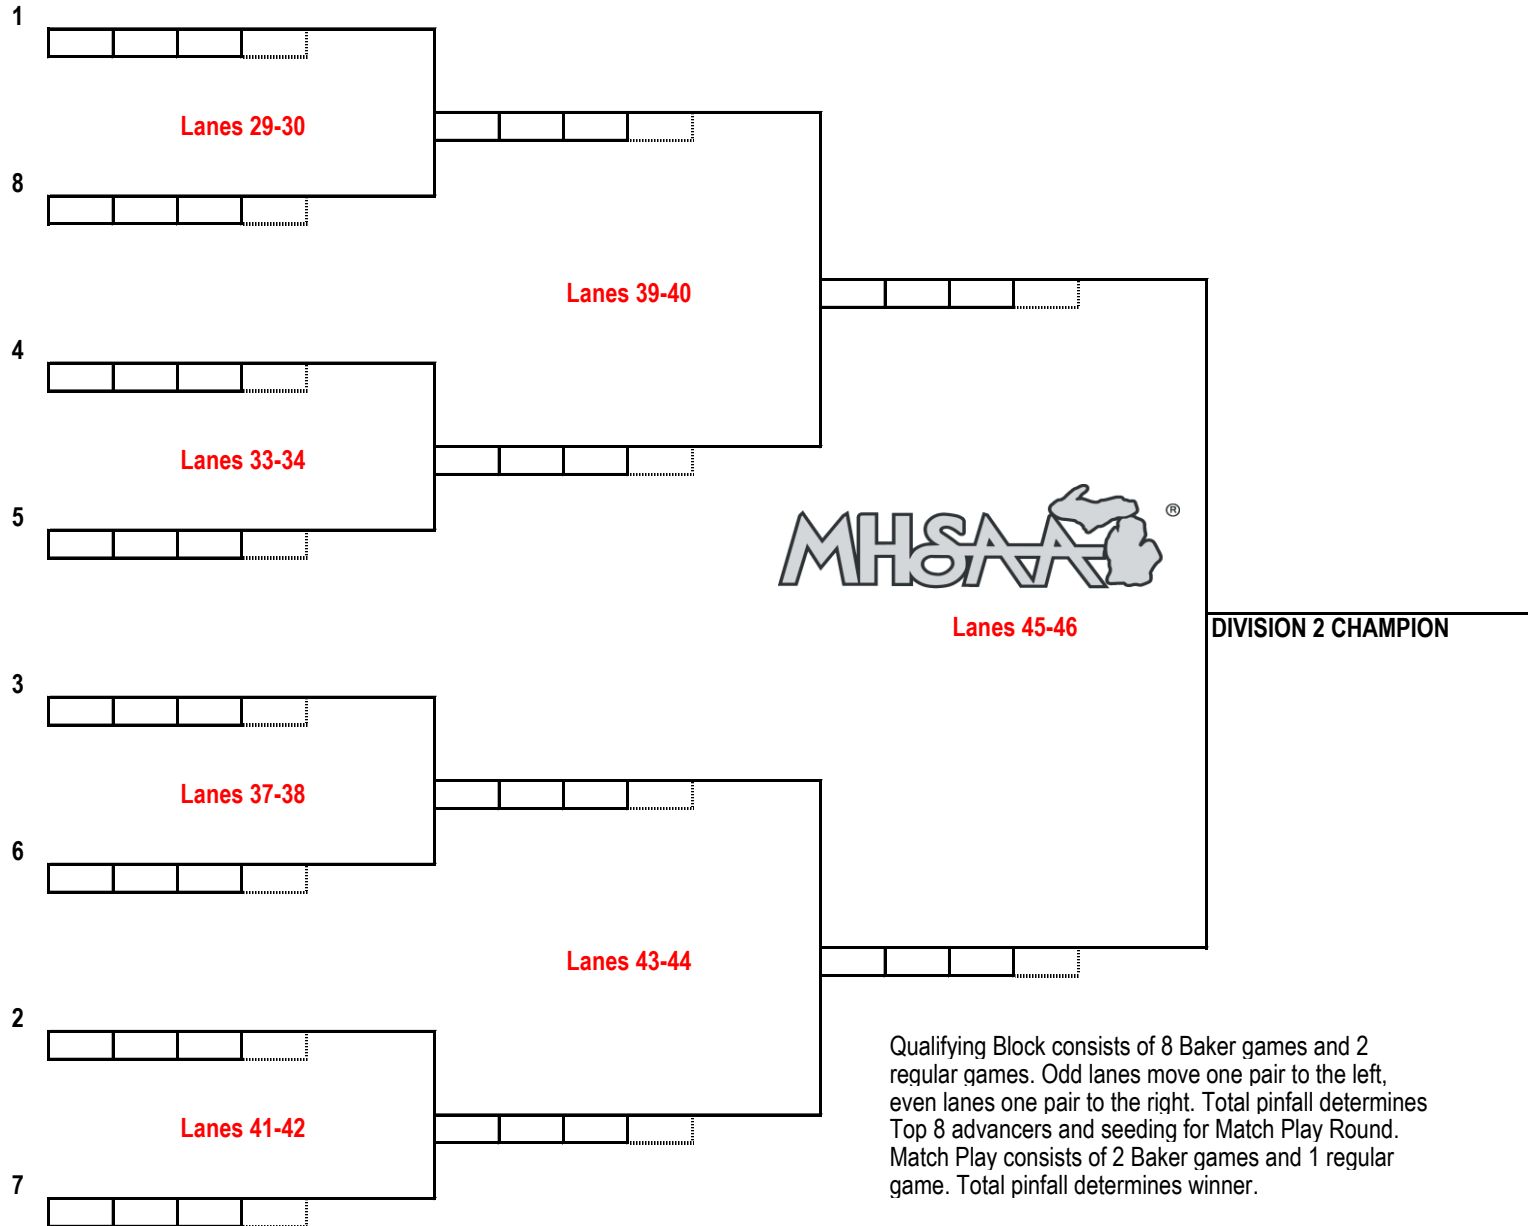 1
Lanes 29-30
8
Lanes 39-40
4
Lanes 33-34
5
MHSAA ®
Lanes 45-46
DIVISION 2 CHAMPION
3
Lanes 37-38
6
Lanes 43-44
2
Lanes 41-42
7
Qualifying Block consists of 8 Baker games and 2
regular games. Odd lanes move one pair to the left,
even lanes one pair to the right. Total pinfall determines
Top 8 advancers and seeding for Match Play Round.
Match Play consists of 2 Baker games and 1 regular
game. Total pinfall determines winner.